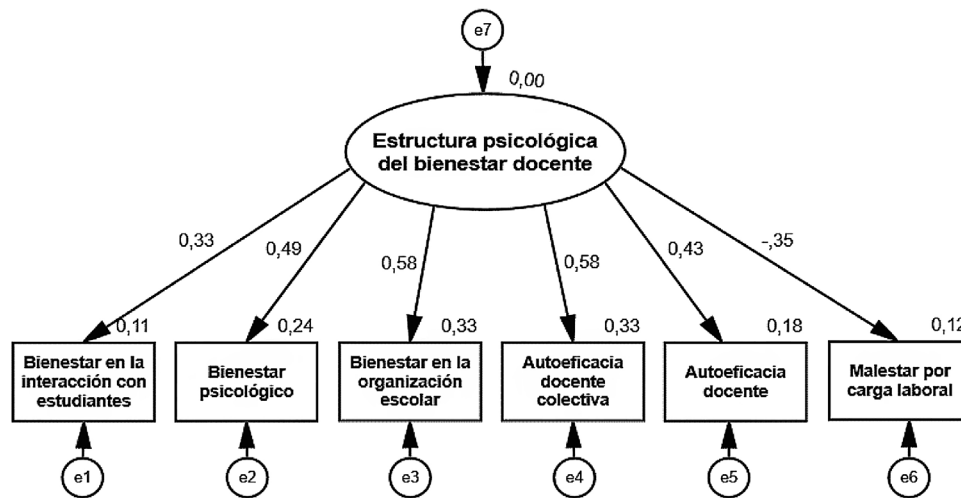 e7
0,00
Estructura psicológica
del bienestar docente
0,33
0,49
0,58
0,58
0,43
-,35
0,11
0,24
0,33
0,33
0,18
0,12
Bienestar en la
interacción con
estudiantes
Bienestar
psicológico
Bienestar en la
organización
escolar
Autoeficacia
docente
colectiva
Autoeficacia
docente
Malestar por
carga laboral
e1
e2
e3
e4
e5
e6